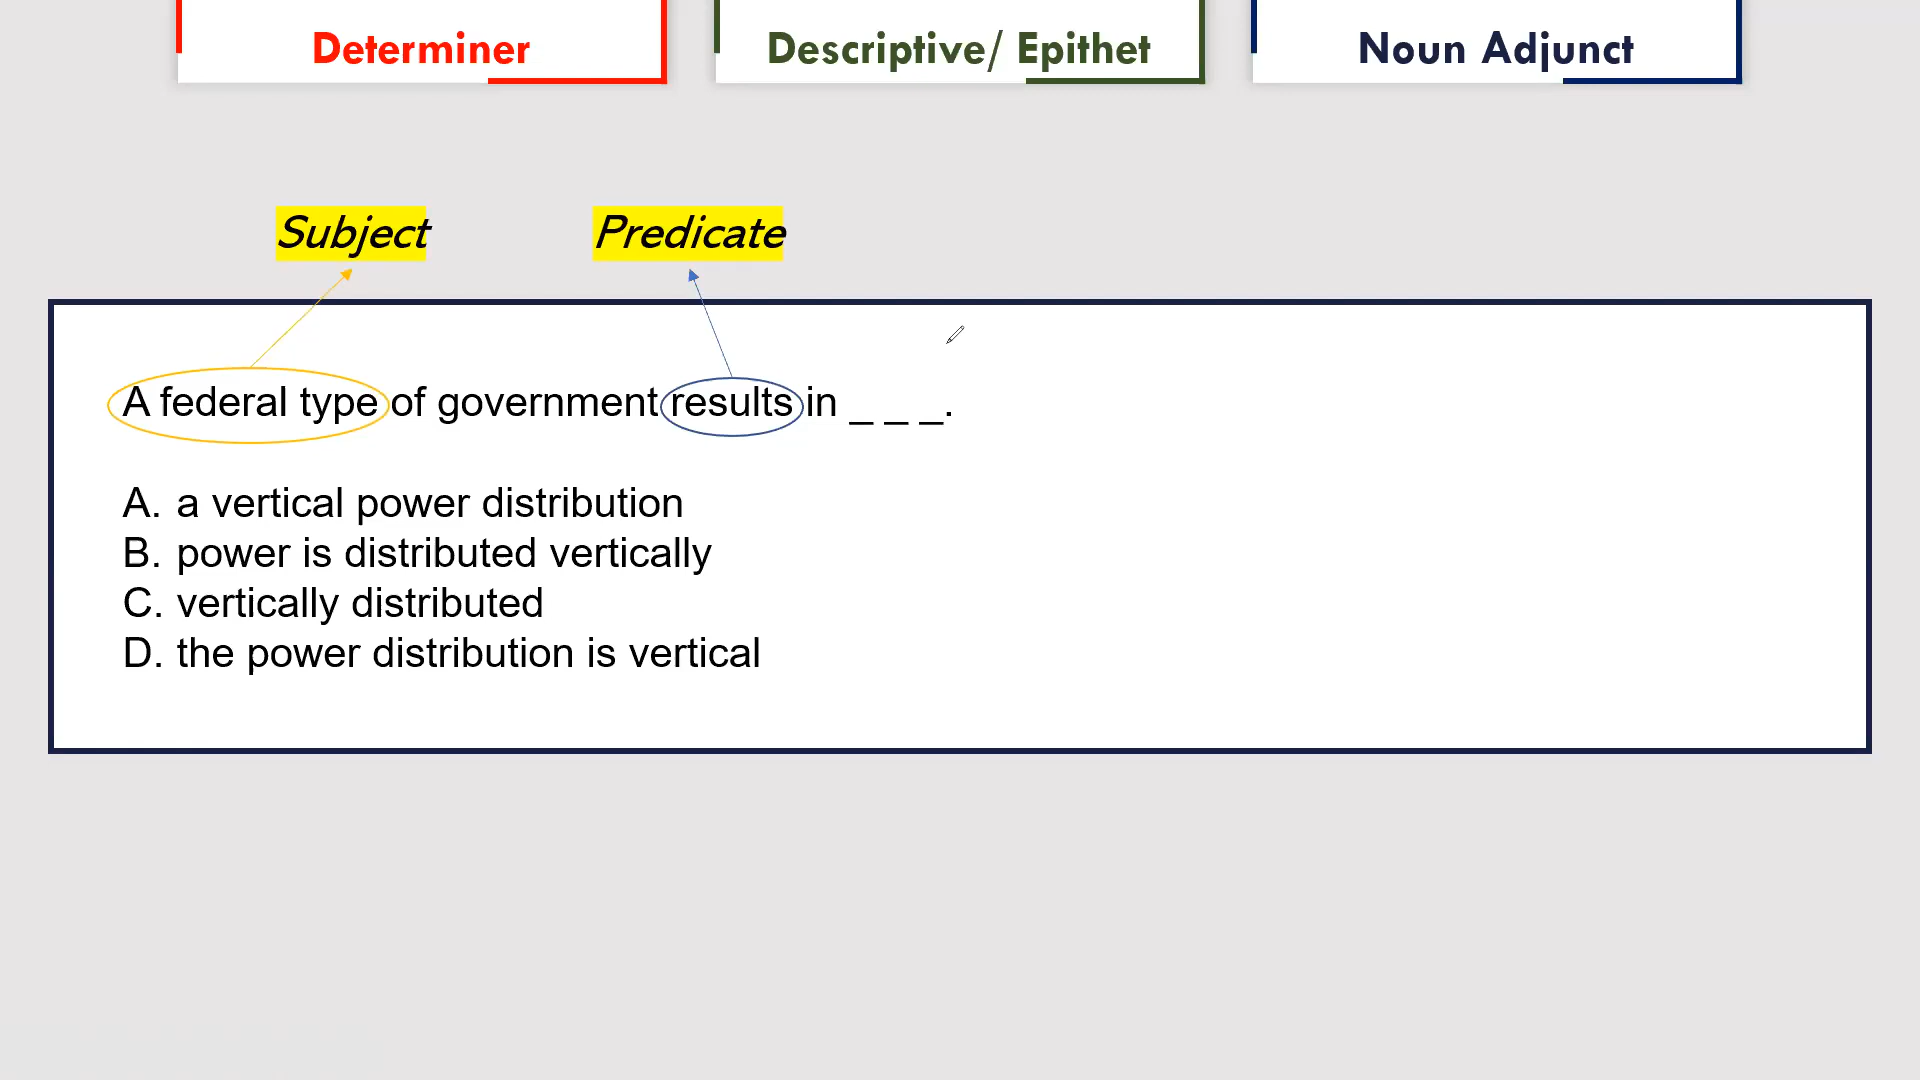 Determiner
Descriptive/ Epithet
Noun Adjunct
Subject
Predicate
A federal type of government results in _ _ _.
A. a vertical power distribution
B. power is distributed vertically
C. vertically distributed
D. the power distribution is vertical